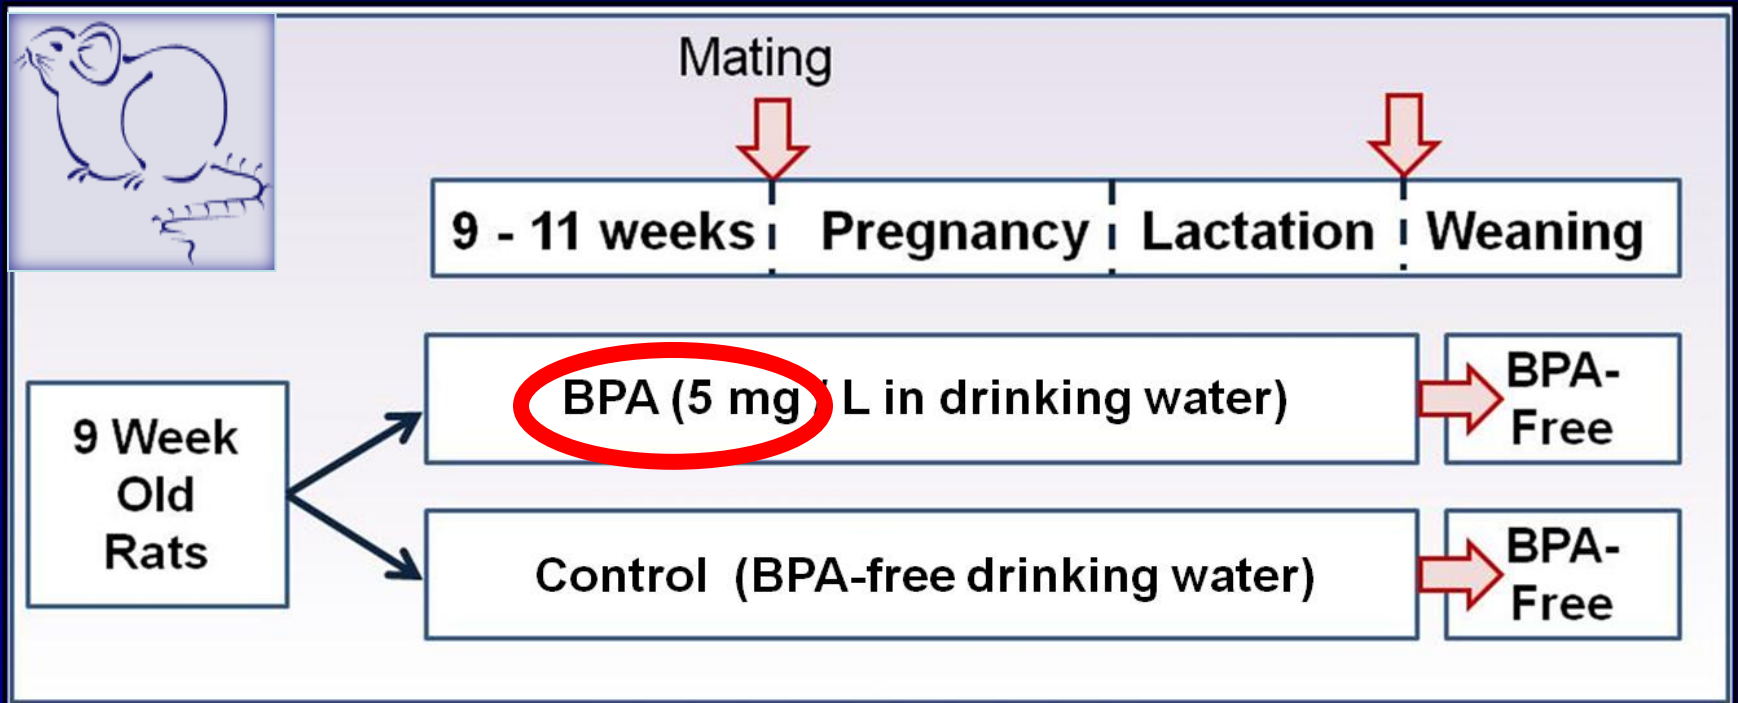 Mating
9 - 11 weeks Pregnancy Lactation Weaning
9 Week
Old
Rats
BPA (5 mg / L in drinking water)
BPA-
Free
Control (BPA-free drinking water)
BPA-
Free